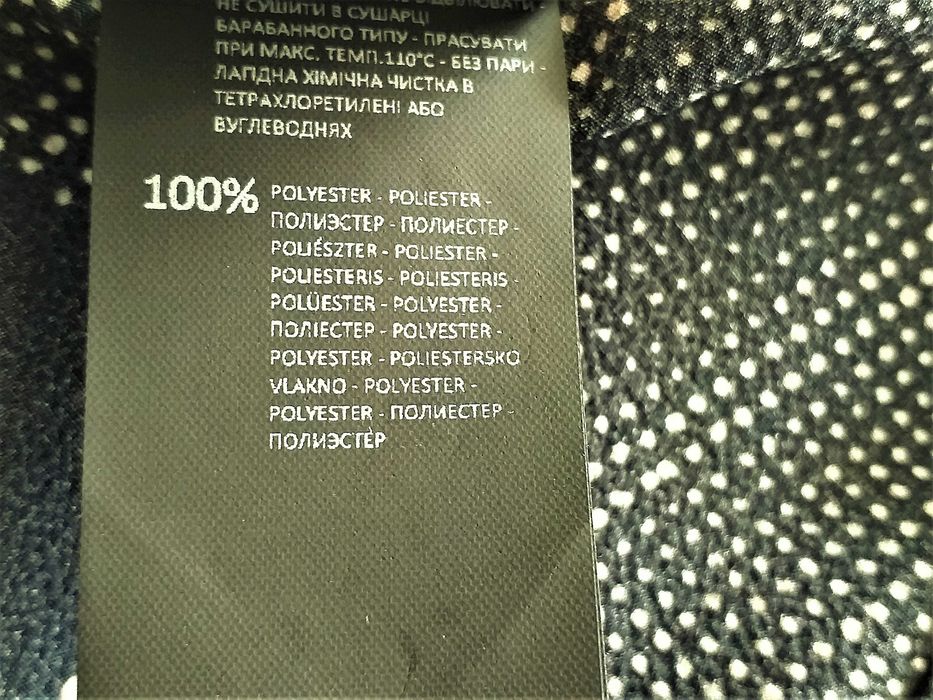 НЕ СУШИТИ В СУШАРЦІ
БАРАБАННОГО ТИПУ - ПРАСУВАТИ
ПРИ МАКС. ТЕМП.110°С - БЕЗ ПАРИ -
ЛАГІДНА ХІМІЧНА ЧИСТКА В
ТЕТРАХЛОРЕТИЛЕНІ АБО
ВУГЛЕВОДНЯХ
100% POLYESTER - POLIESTER -
ПОЛИЭСТЕР - ПОЛИЕСТЕР -
POLIÉSZTER - POLIESTER -
POLIESTERIS - POLIESTERIS -
POLÜESTER - POLYESTER -
ПОЛІЕСТЕР - POLYESTER -
POLYESTER - POLIESTERSKO
VLAKNO - POLYESTER -
POLYESTER - ПОЛИЕСТЕР -
ПОЛИЭСТЕР